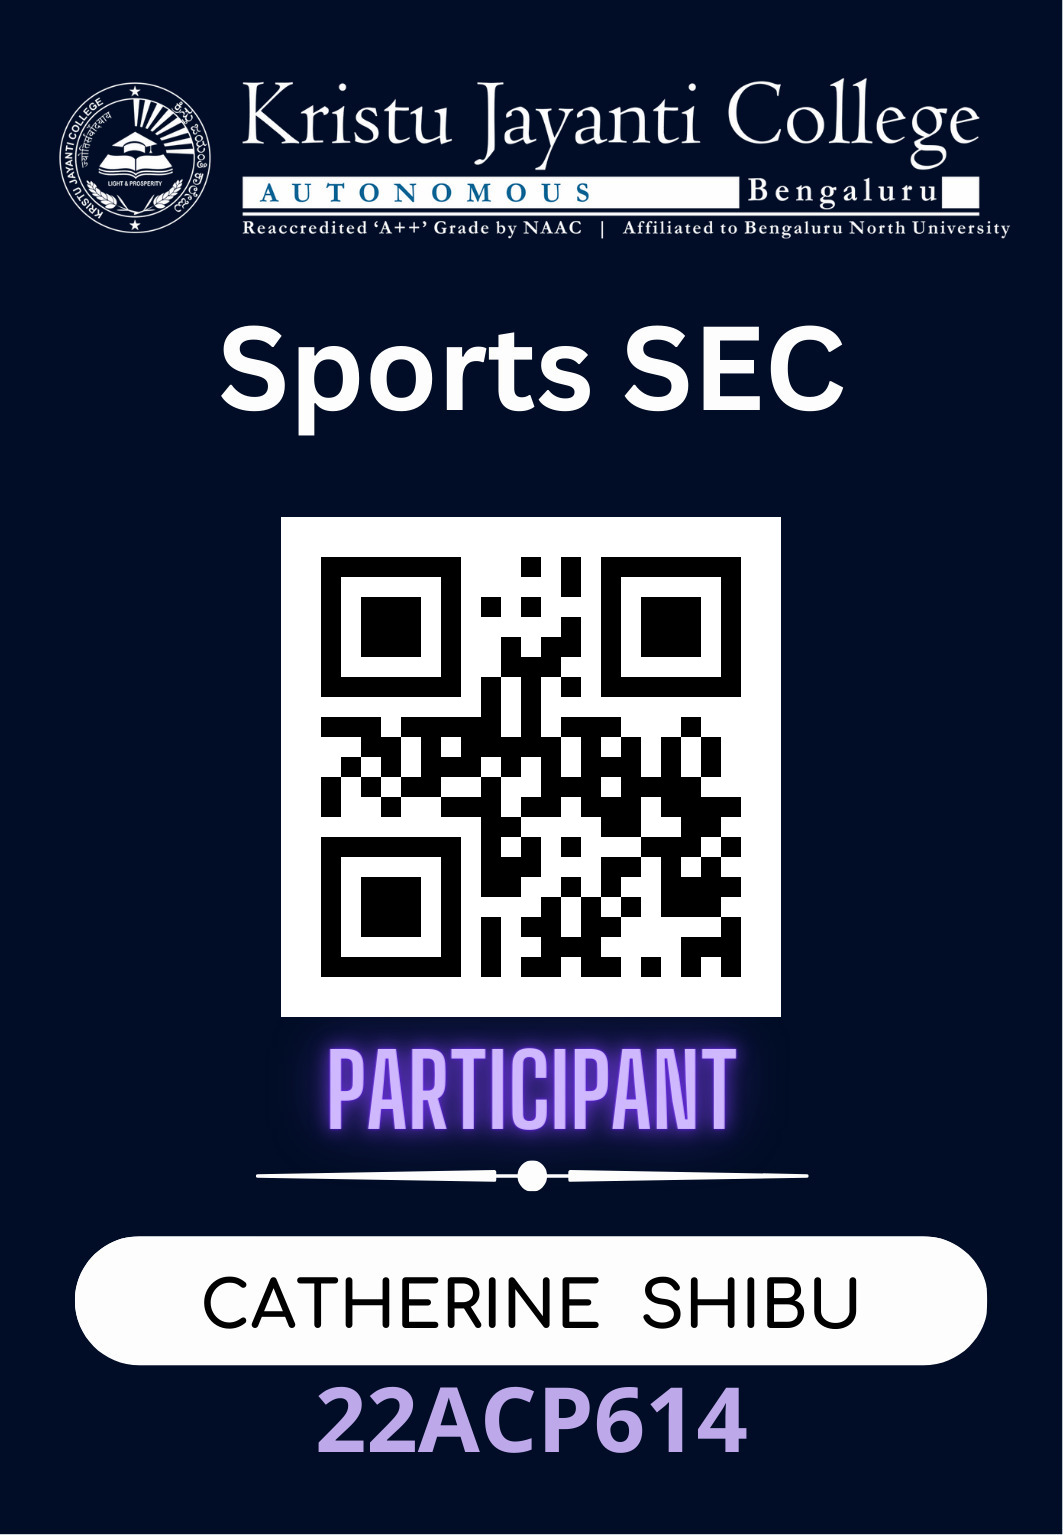 Kristu Jayanti College
AUTONOMOUS Bengaluru
Reaccredited ‘A++’ Grade by NAAC | Affiliated to Bengaluru North University
KRISTU JAYANTI COLLEGE
LIGHT & PROSPERITY
Sports SEC
PARTICIPANT
CATHERINE SHIBU
22ACP614